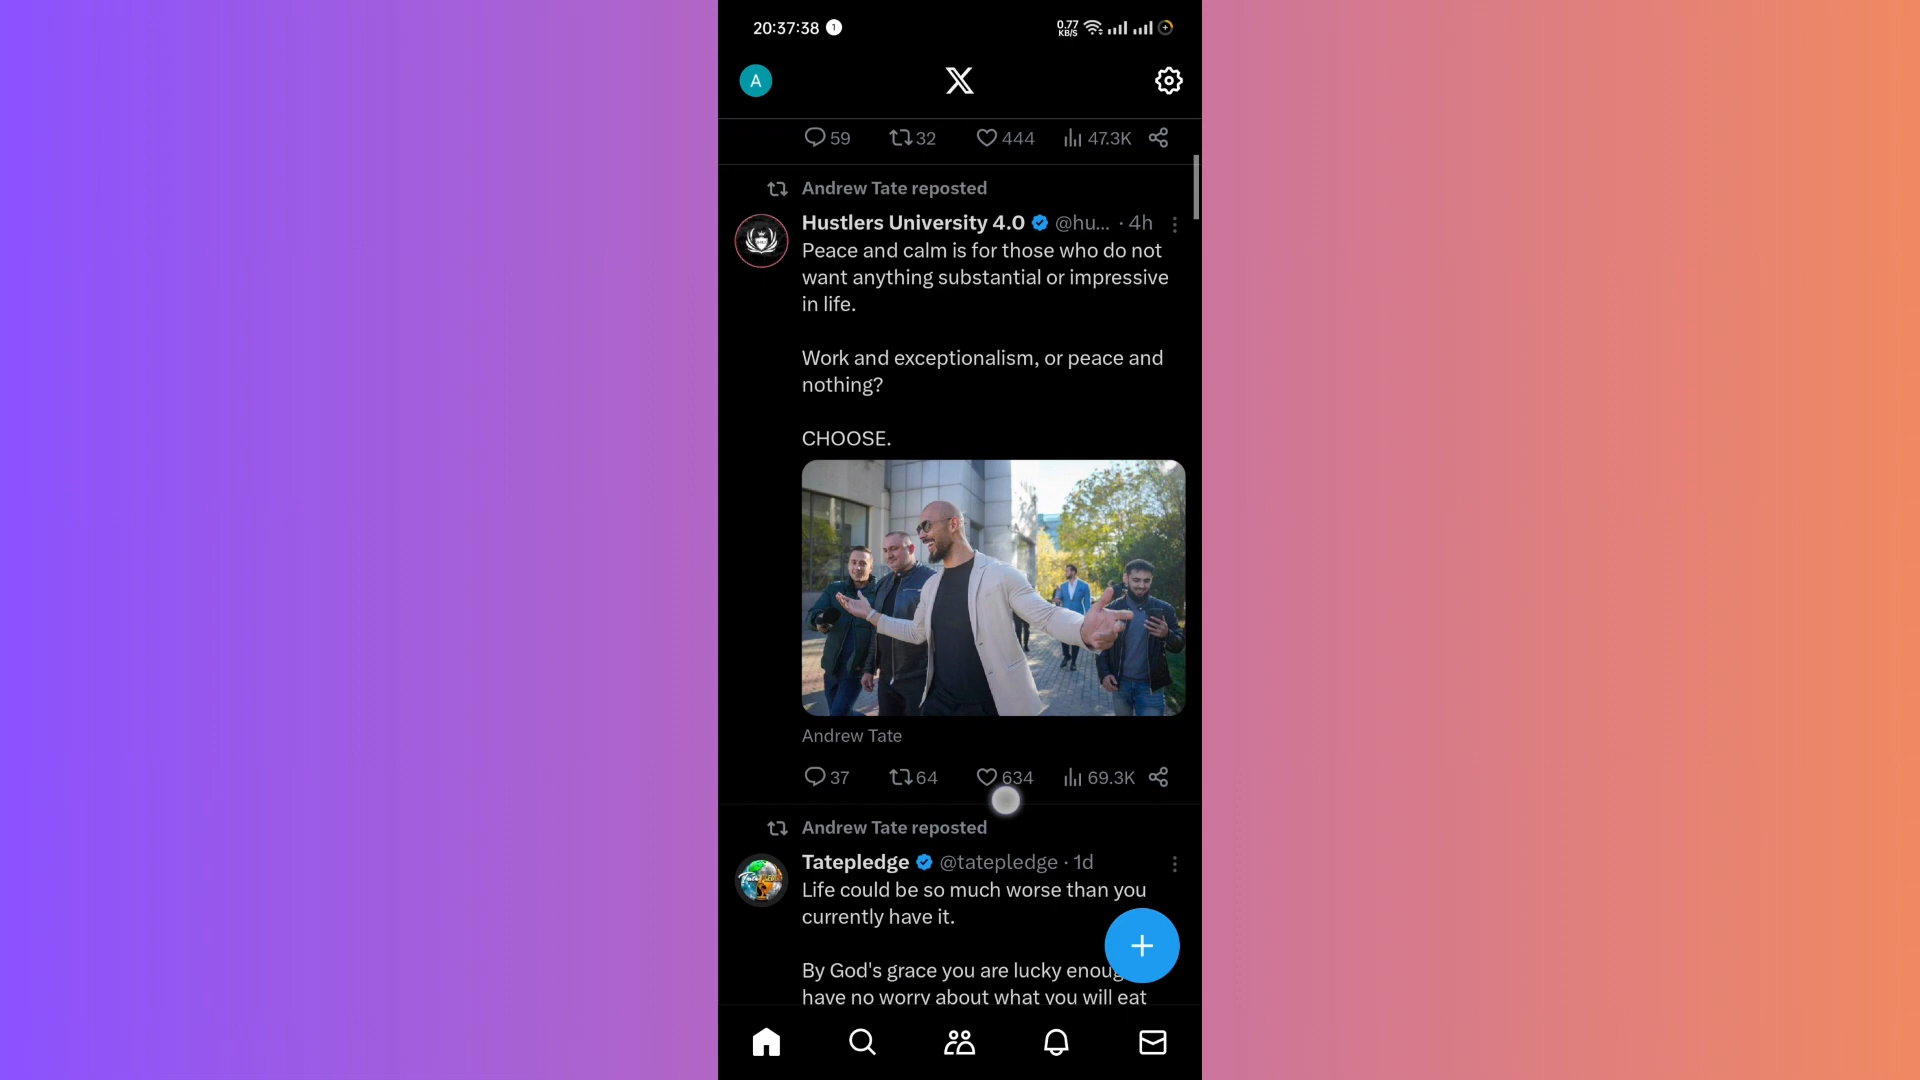 20:37:38 1
0.77
KB/S
A
59 32 444 47.3K
Andrew Tate reposted
Hustlers University 4.0 @hu... · 4h
Peace and calm is for those who do not
want anything substantial or impressive
in life.
Work and exceptionalism, or peace and
nothing?
CHOOSE.
Andrew Tate
37 64 634 69.3K
Andrew Tate reposted
Tatepledge @tatepledge · 1d
Life could be so much worse than you
currently have it.
By God's grace you are lucky enoug
have no worry about what you will eat